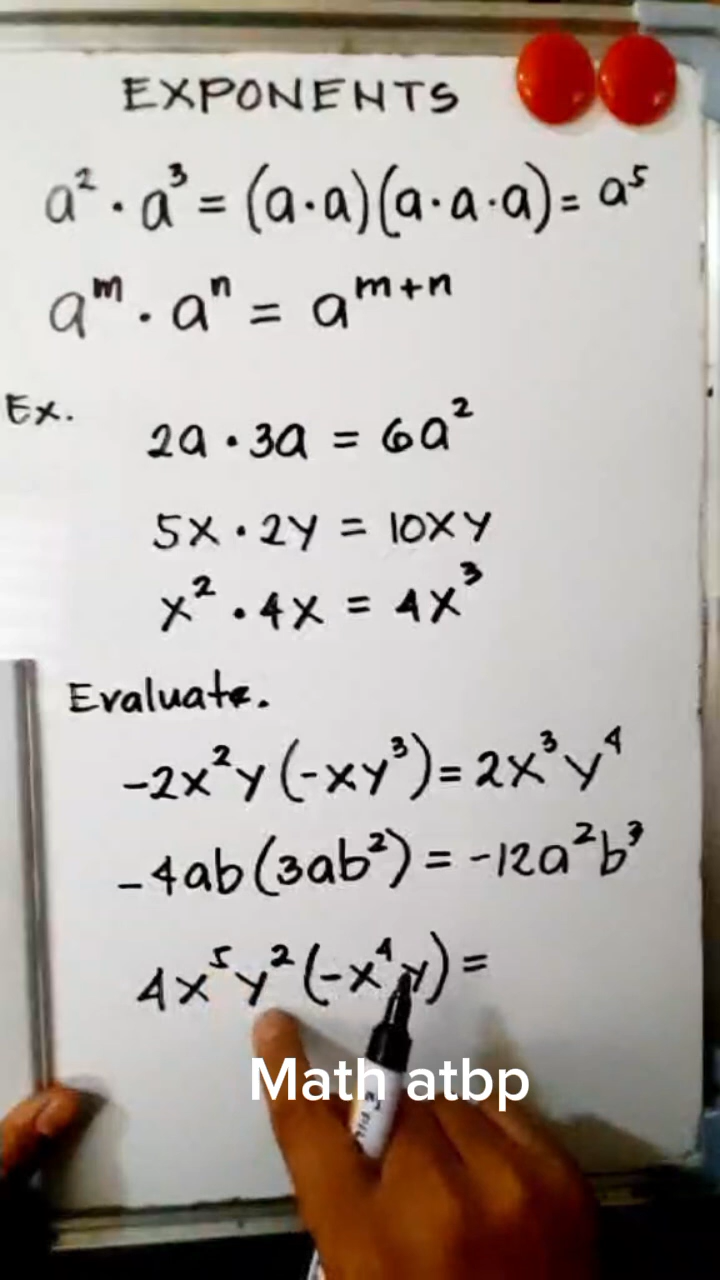 EXPONENTS
a² · a³ = (a·a)(a·a·a) = a⁵
aᵐ · aⁿ = aᵐ⁺ⁿ
Ex.
2a · 3a = 6a²
5x · 2y = 10xy
x² · 4x = 4x³
Evaluate.
-2x²y(-xy³) = 2x³y⁴
-4ab(3ab²) = -12a²b³
4x⁵y²(-x⁴y) =
Math atbp